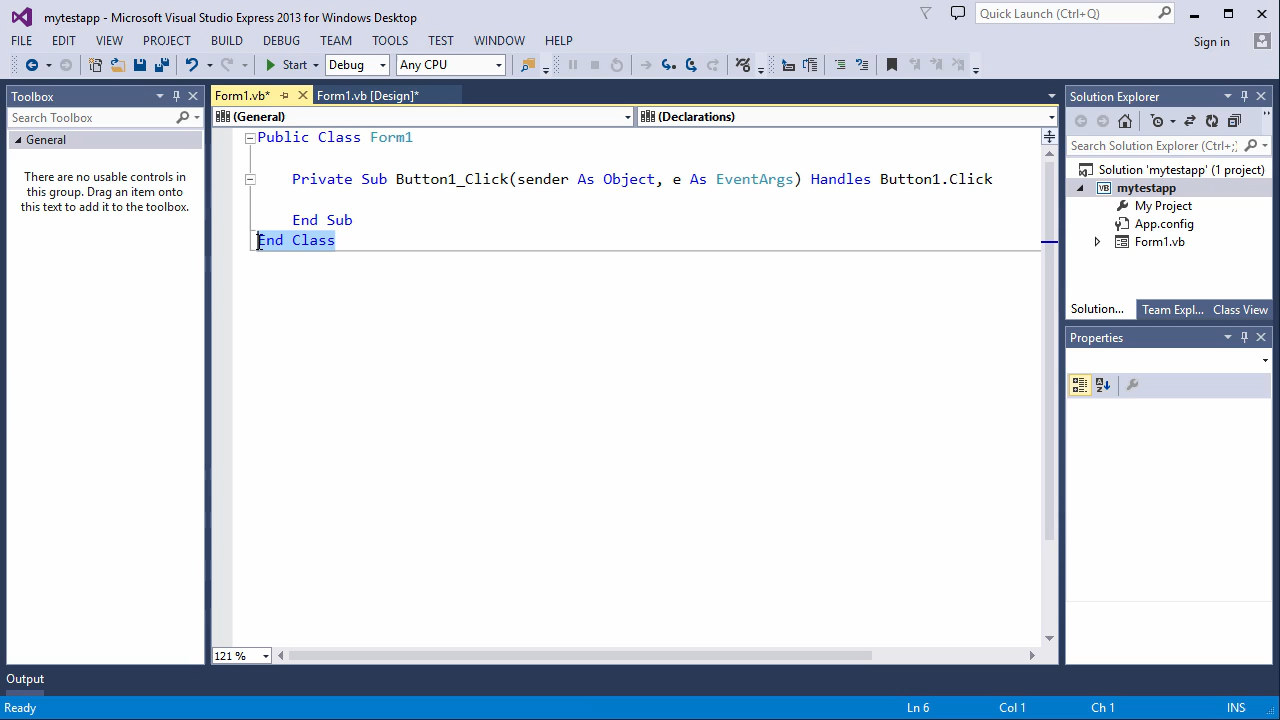 mytestapp - Microsoft Visual Studio Express 2013 for Windows Desktop
Quick Launch (Ctrl+Q)
FILE EDIT VIEW PROJECT BUILD DEBUG TEAM TOOLS TEST WINDOW HELP
Sign in
Start Debug Any CPU
Toolbox
Form1.vb* Form1.vb [Design]*
Solution Explorer
Search Toolbox
(General) (Declarations)
General
There are no usable controls in
this group. Drag an item onto
this text to add it to the toolbox.
Public Class Form1
Private Sub Button1_Click(sender As Object, e As EventArgs) Handles Button1.Click
End Sub
End Class
Search Solution Explorer (Ctrl+;)
Solution 'mytestapp' (1 project)
VB mytestapp
My Project
App.config
Form1.vb
Solution... Team Expl... Class View
Properties
121 %
Output
Ready Ln 6 Col 1 Ch 1 INS